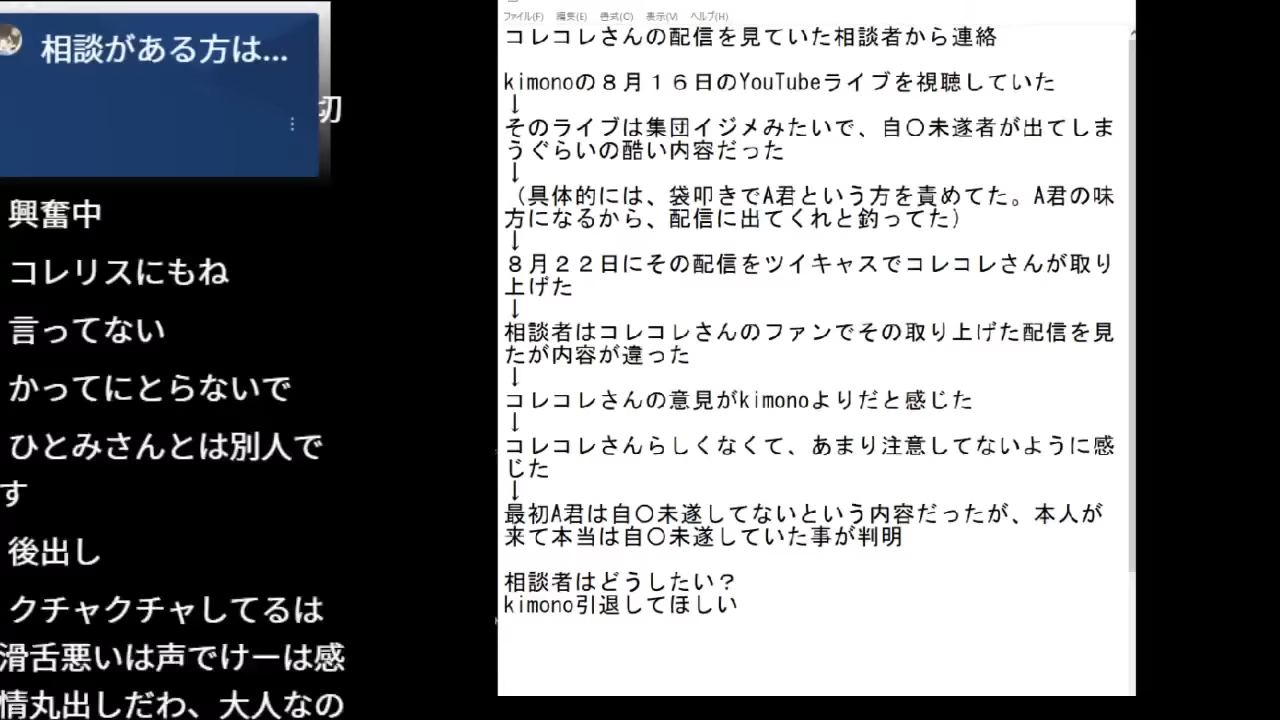 相談がある方は...
切
興奮中
コレリスにもね
言ってない
かってにとらないで
ひとみさんとは別人で
す
後出し
クチャクチャしてるは
滑舌悪いは声でけーは感
情丸出しだわ、大人なの
ファイル(F) 編集(E) 書式(O) 表示(V) ヘルプ(H)
コレコレさんの配信を見ていた相談者から連絡
kimonoの８月１６日のYouTubeライブを視聴していた
↓
そのライブは集団イジメみたいで、自〇未遂者が出てしま
うぐらいの酷い内容だった
↓
（具体的には、袋叩きでA君という方を責めてた。A君の味
方になるから、配信に出てくれと釣ってた）
↓
８月２２日にその配信をツイキャスでコレコレさんが取り
上げた
↓
相談者はコレコレさんのファンでその取り上げた配信を見
たが内容が違った
↓
コレコレさんの意見がkimonoよりだと感じた
↓
コレコレさんらしくなくて、あまり注意してないように感
じた
↓
最初A君は自〇未遂してないという内容だったが、本人が
来て本当は自〇未遂していた事が判明
相談者はどうしたい？
kimono引退してほしい